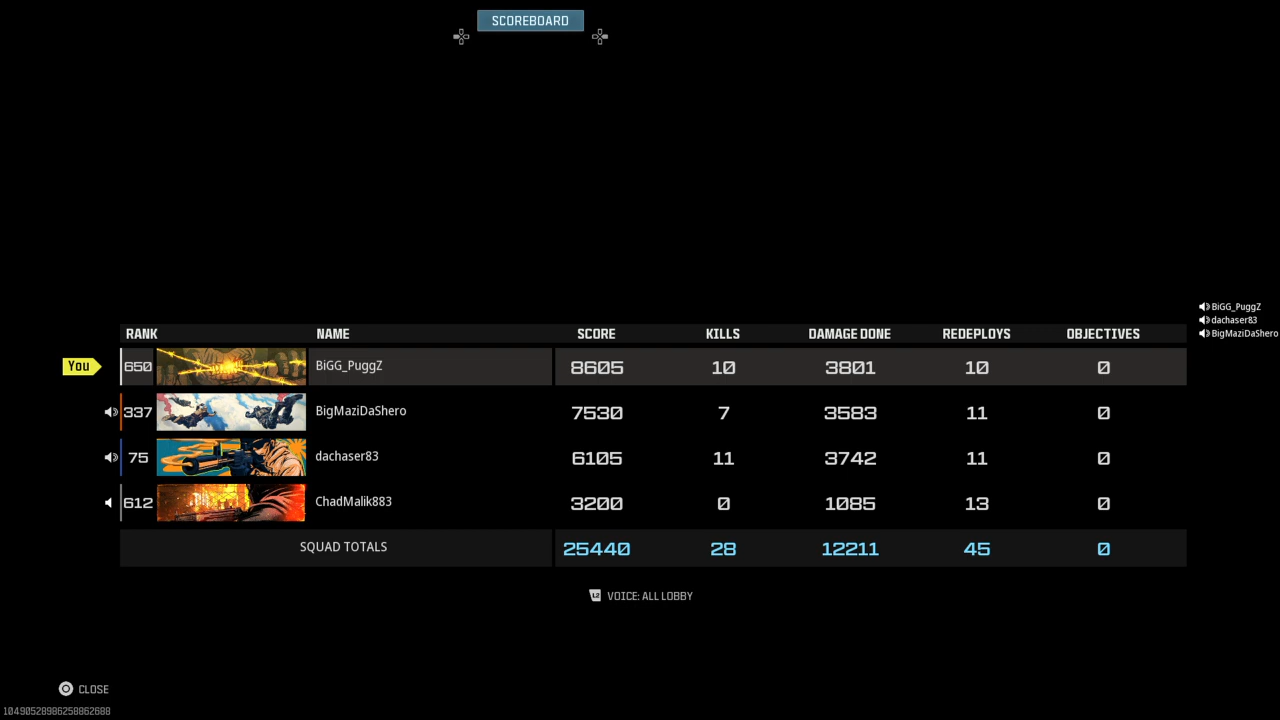 SCOREBOARD
BiGG_PuggZ
dachaser83
BigMaziDaShero
RANK NAME SCORE KILLS DAMAGE DONE REDEPLOYS OBJECTIVES
You 650 BiGG_PuggZ 8605 10 3801 10 0
337 BigMaziDaShero 7530 7 3583 11 0
75 dachaser83 6105 11 3742 11 0
612 ChadMalik883 3200 0 1085 13 0
SQUAD TOTALS 25440 28 12211 45 0
L2 VOICE: ALL LOBBY
CLOSE
10490528986258862688